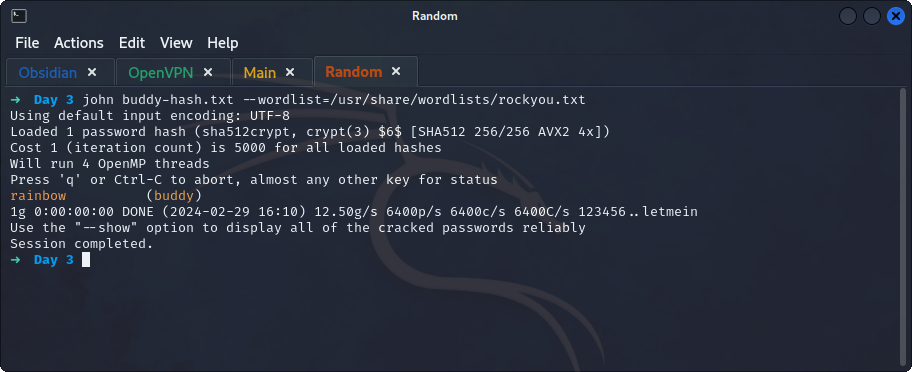 Random
File Actions Edit View Help
Obsidian × OpenVPN × Main × Random ×
➜ Day 3 john buddy-hash.txt --wordlist=/usr/share/wordlists/rockyou.txt
Using default input encoding: UTF-8
Loaded 1 password hash (sha512crypt, crypt(3) $6$ [SHA512 256/256 AVX2 4x])
Cost 1 (iteration count) is 5000 for all loaded hashes
Will run 4 OpenMP threads
Press 'q' or Ctrl-C to abort, almost any other key for status
rainbow          (buddy)
1g 0:00:00:00 DONE (2024-02-29 16:10) 12.50g/s 6400p/s 6400c/s 6400C/s 123456..letmein
Use the "--show" option to display all of the cracked passwords reliably
Session completed.
➜ Day 3